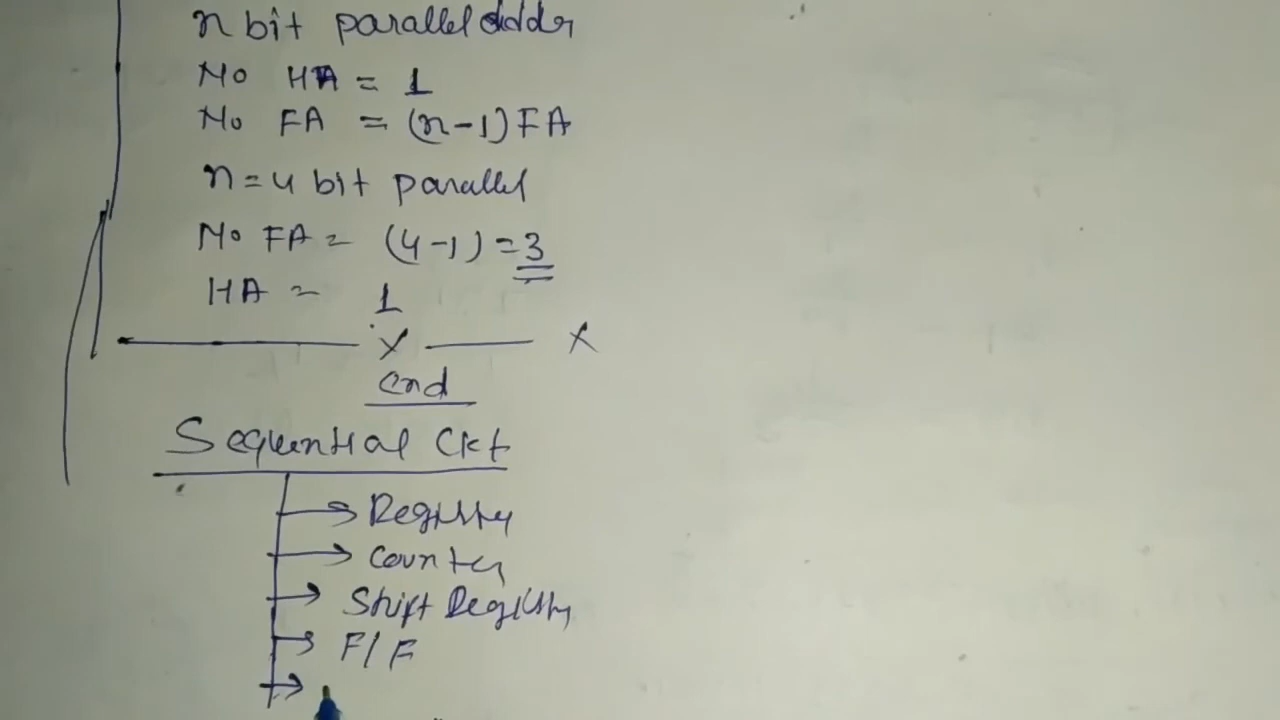 n bit parallel adder
No HA = 1
No FA = (n-1) FA
n = 4 bit parallel
No FA = (4-1) = 3
HA = 1
x x
end
Sequential Ckt
→ Register
→ Counter
→ Shift Register
→ F/F
→